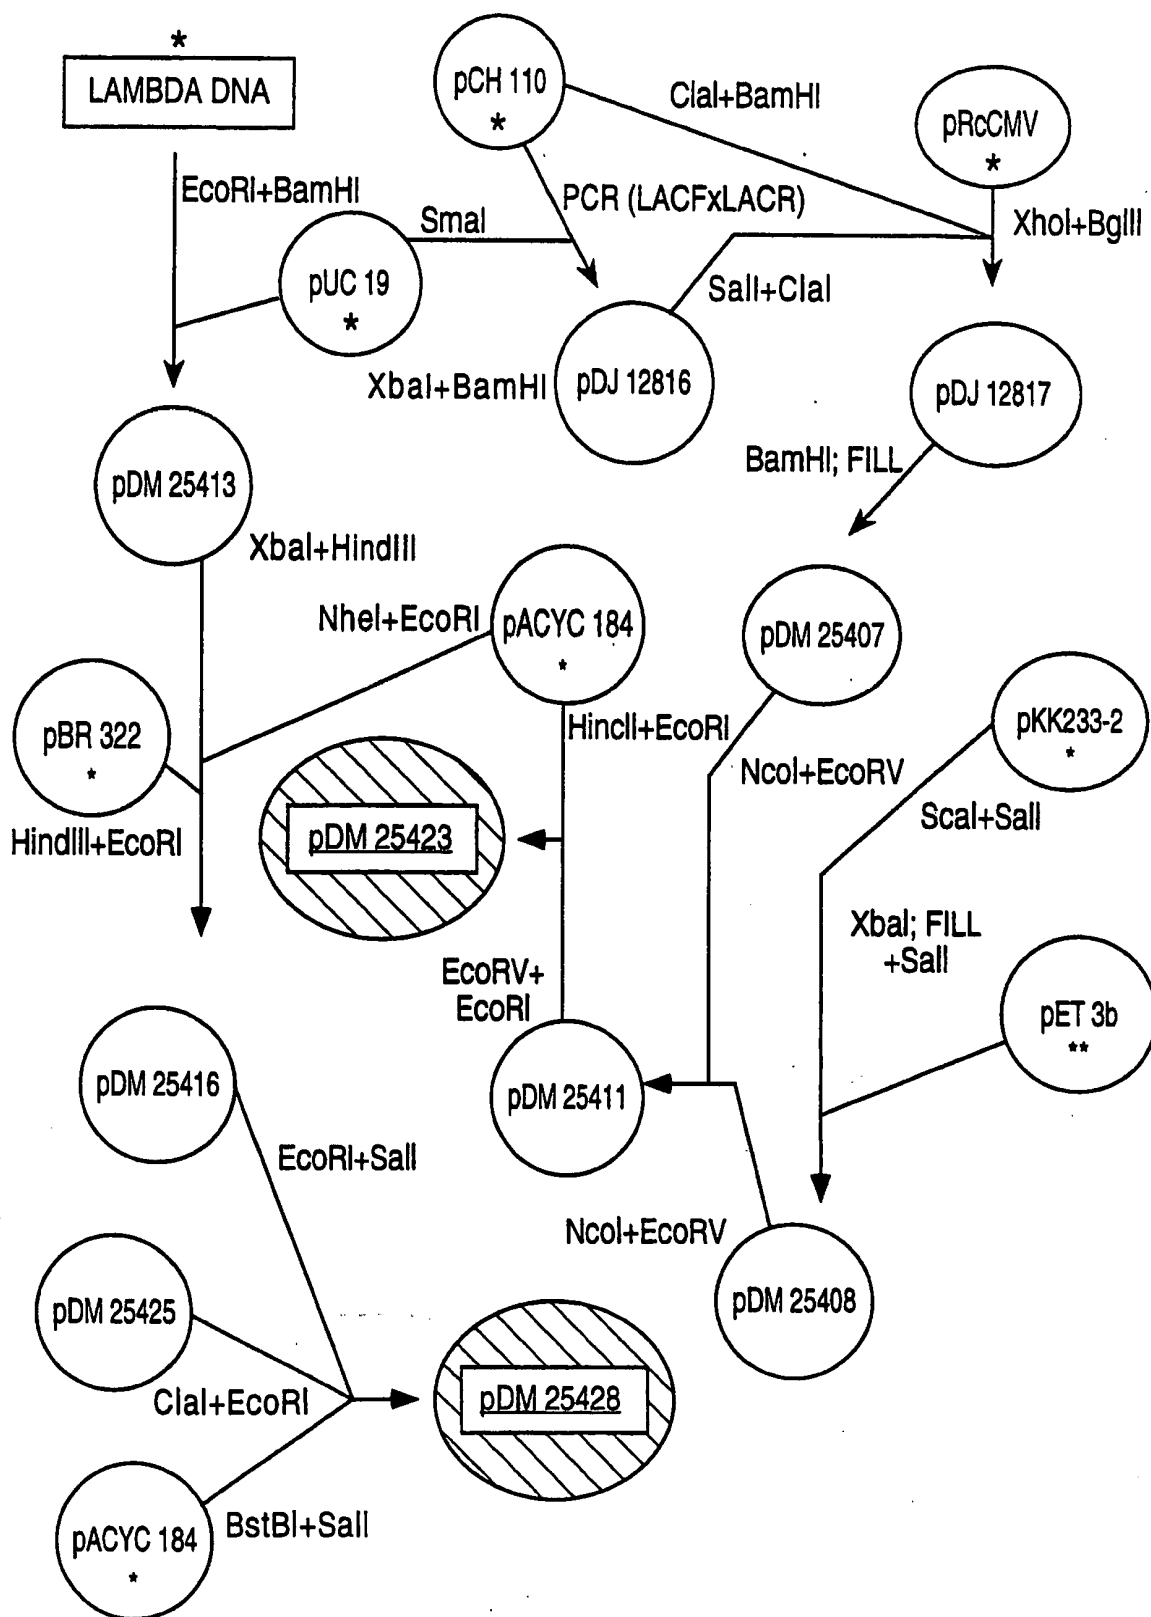 *
LAMBDA DNA
pCH 110
*
ClaI+BamHI
pRcCMV
*
EcoRI+BamHI
SmaI
PCR (LACFxLACR)
XhoI+BglII
pUC 19
*
SalI+ClaI
XbaI+BamHI
pDJ 12816
pDJ 12817
BamHI; FILL
pDM 25413
XbaI+HindIII
NheI+EcoRI
pACYC 184
*
pDM 25407
pBR 322
*
HincII+EcoRI
pKK233-2
*
NcoI+EcoRV
ScaI+SalI
HindIII+EcoRI
pDM 25423
XbaI; FILL
+SalI
EcoRV+
EcoRI
pET 3b
**
pDM 25416
pDM 25411
EcoRI+SalI
NcoI+EcoRV
pDM 25408
pDM 25425
ClaI+EcoRI
pDM 25428
BstBI+SalI
pACYC 184
*